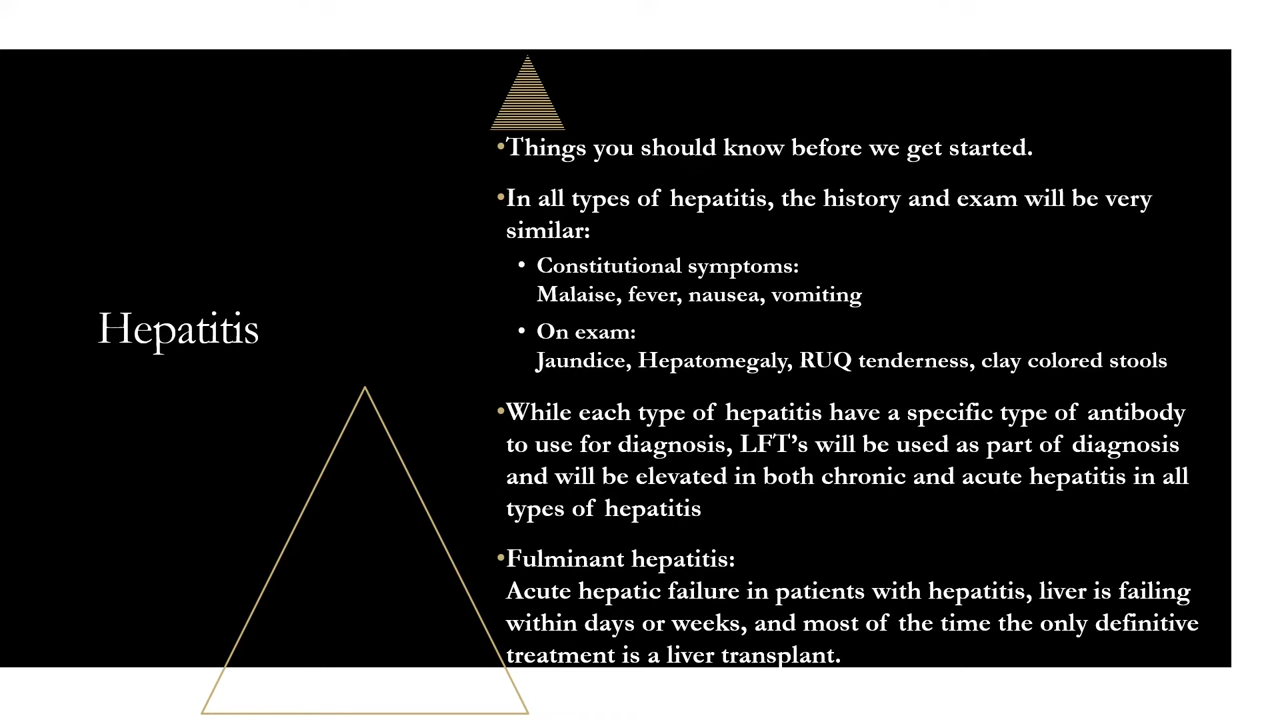 Hepatitis
•Things you should know before we get started.
•In all types of hepatitis, the history and exam will be very
similar:
• Constitutional symptoms:
Malaise, fever, nausea, vomiting
• On exam:
Jaundice, Hepatomegaly, RUQ tenderness, clay colored stools
•While each type of hepatitis have a specific type of antibody
to use for diagnosis, LFT’s will be used as part of diagnosis
and will be elevated in both chronic and acute hepatitis in all
types of hepatitis
•Fulminant hepatitis:
Acute hepatic failure in patients with hepatitis, liver is failing
within days or weeks, and most of the time the only definitive
treatment is a liver transplant.